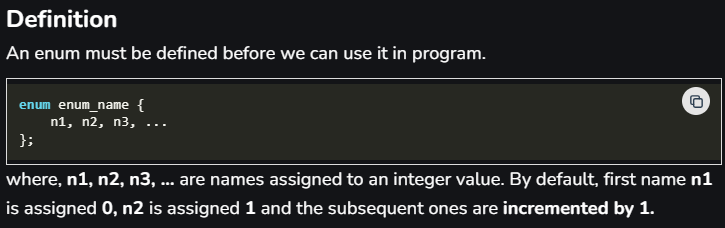 Definition
An enum must be defined before we can use it in program.
enum enum_name {
    n1, n2, n3, ...
};
where, n1, n2, n3, ... are names assigned to an integer value. By default, first name n1
is assigned 0, n2 is assigned 1 and the subsequent ones are incremented by 1.